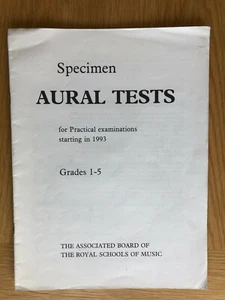 Specimen
AURAL TESTS
for Practical examinations
starting in 1993
Grades 1-5
THE ASSOCIATED BOARD OF
THE ROYAL SCHOOLS OF MUSIC